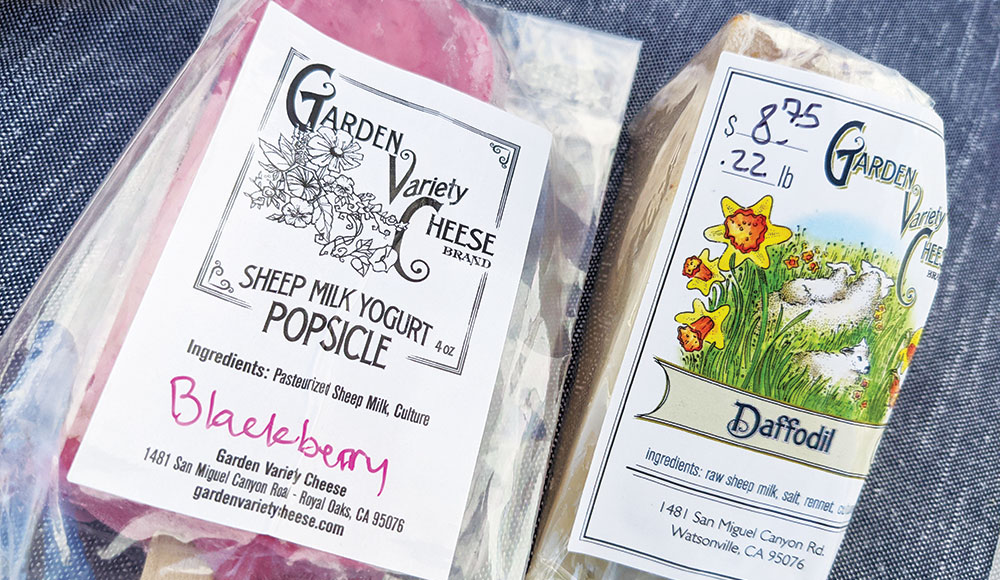 GARDEN
VARIETY
CHEESE
BRAND
SHEEP MILK YOGURT
POPSICLE
4 oz
Ingredients: Pasteurized Sheep Milk, Culture
Blackberry
Garden Variety Cheese
1481 San Miguel Canyon Road - Royal Oaks, CA 95076
gardenvarietycheese.com
$ 8.75
.22 lb
GARDEN
VARIETY
CHEE
BRAND
Daffodil
ingredients: raw sheep milk, salt, rennet,
1481 San Miguel Canyon Rd.
Watsonville, CA 95076